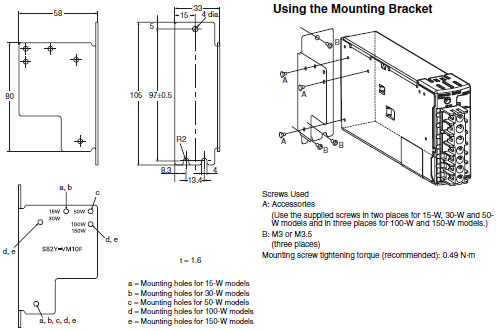 Using the Mounting Bracket
58
33
15
4 dia.
5
80
105
97±0.5
R2
8.3
4
13.4
B
A
A
B
A
B
a, b
c
15W
50W
30W
100W
150W
d, e
d, e
S82Y-VM10F
a, b, c, d, e
t = 1.6
a = Mounting holes for 15-W models
b = Mounting holes for 30-W models
c = Mounting holes for 50-W models
d = Mounting holes for 100-W models
e = Mounting holes for 150-W models
Screws Used
A: Accessories
(Use the supplied screws in two places for 15-W, 30-W and 50-
W models and in three places for 100-W and 150-W models.)
B: M3 or M3.5
(three places)
Mounting screw tightening torque (recommended): 0.49 N·m